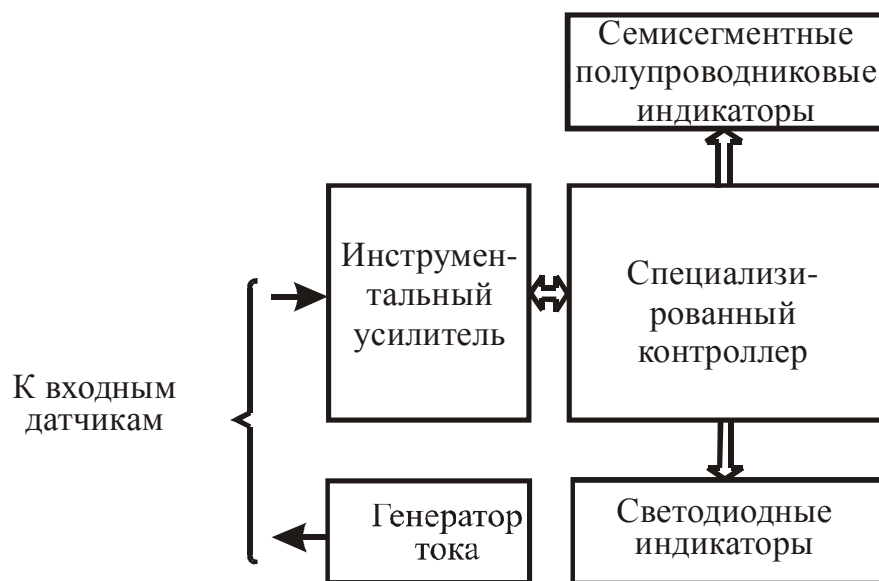 Семисегментные
полупроводниковые
индикаторы
Инструмен-
тальный
усилитель
Специализи-
рованный
контроллер
К входным
датчикам
Генератор
тока
Светодиодные
индикаторы